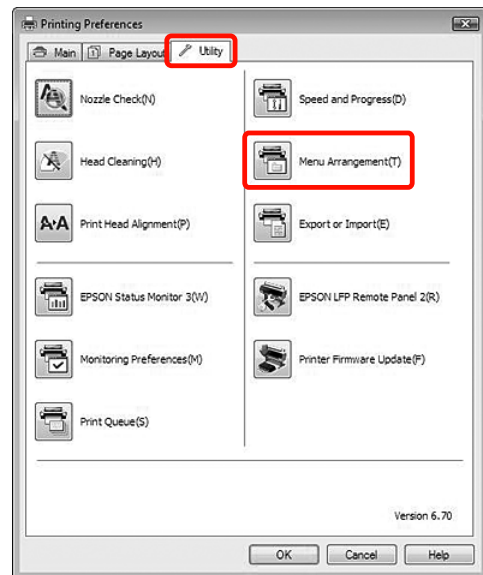 Printing Preferences
Main Page Layout Utility
Nozzle Check(N) Speed and Progress(D)
Head Cleaning(H) Menu Arrangement(T)
Print Head Alignment(P) Export or Import(E)
EPSON Status Monitor 3(W) EPSON LFP Remote Panel 2(R)
Monitoring Preferences(M) Printer Firmware Update(F)
Print Queue(S)
Version 6.70
OK Cancel Help